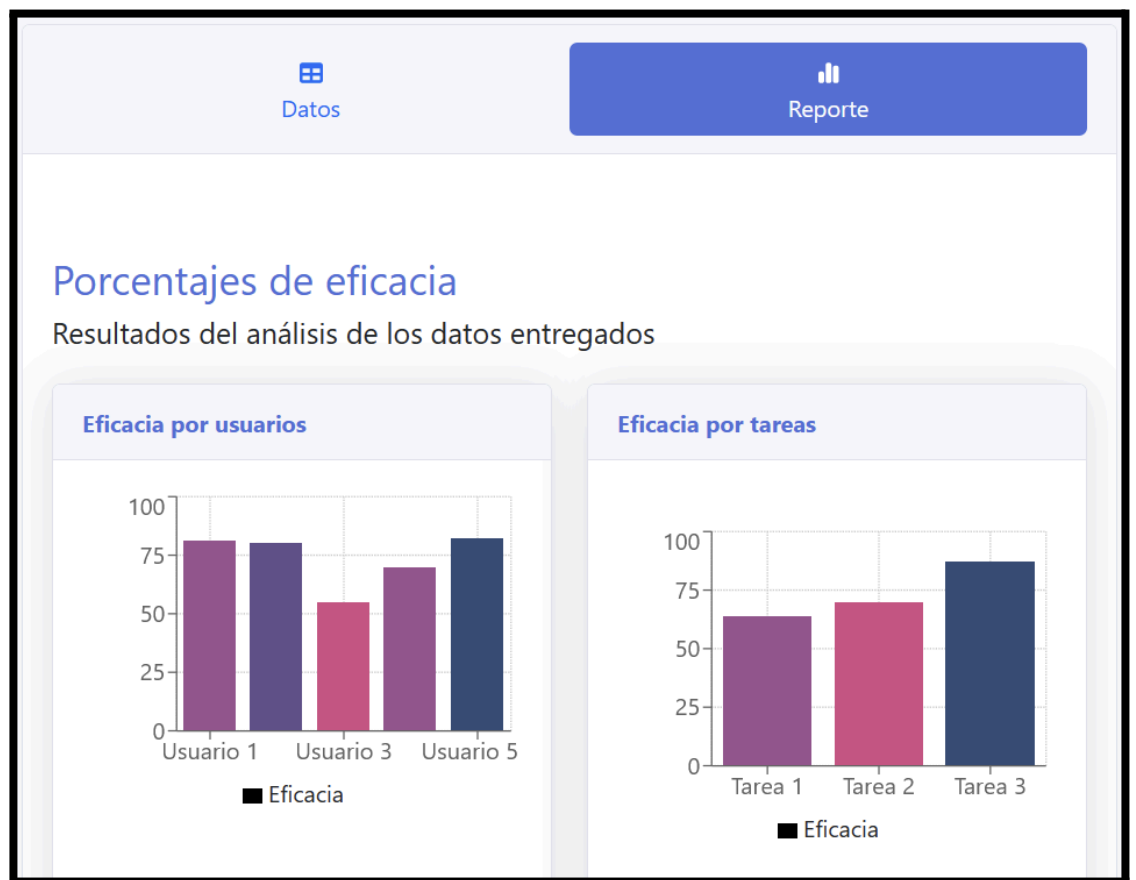 Datos
Reporte
Porcentajes de eficacia
Resultados del análisis de los datos entregados
Eficacia por usuarios
100
75
50
25
0
Usuario 1 Usuario 3 Usuario 5
Eficacia
Eficacia por tareas
100
75
50
25
0
Tarea 1 Tarea 2 Tarea 3
Eficacia